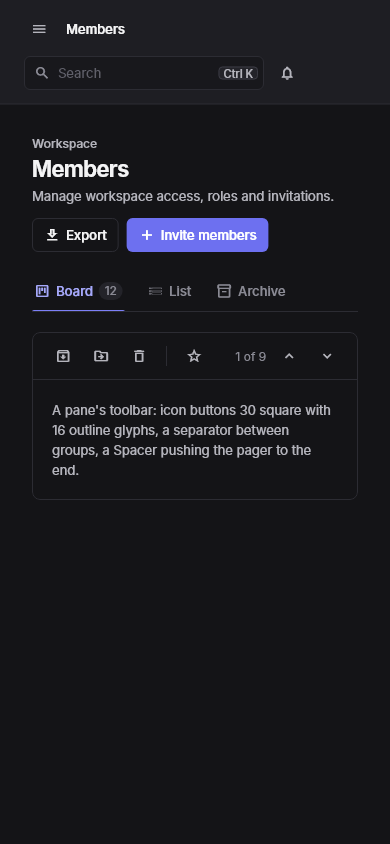 Members
Search
Ctrl K
Workspace
Members
Manage workspace access, roles and invitations.
Export
Invite members
Board 12
List
Archive
1 of 9
A pane's toolbar: icon buttons 30 square with
16 outline glyphs, a separator between
groups, a Spacer pushing the pager to the
end.